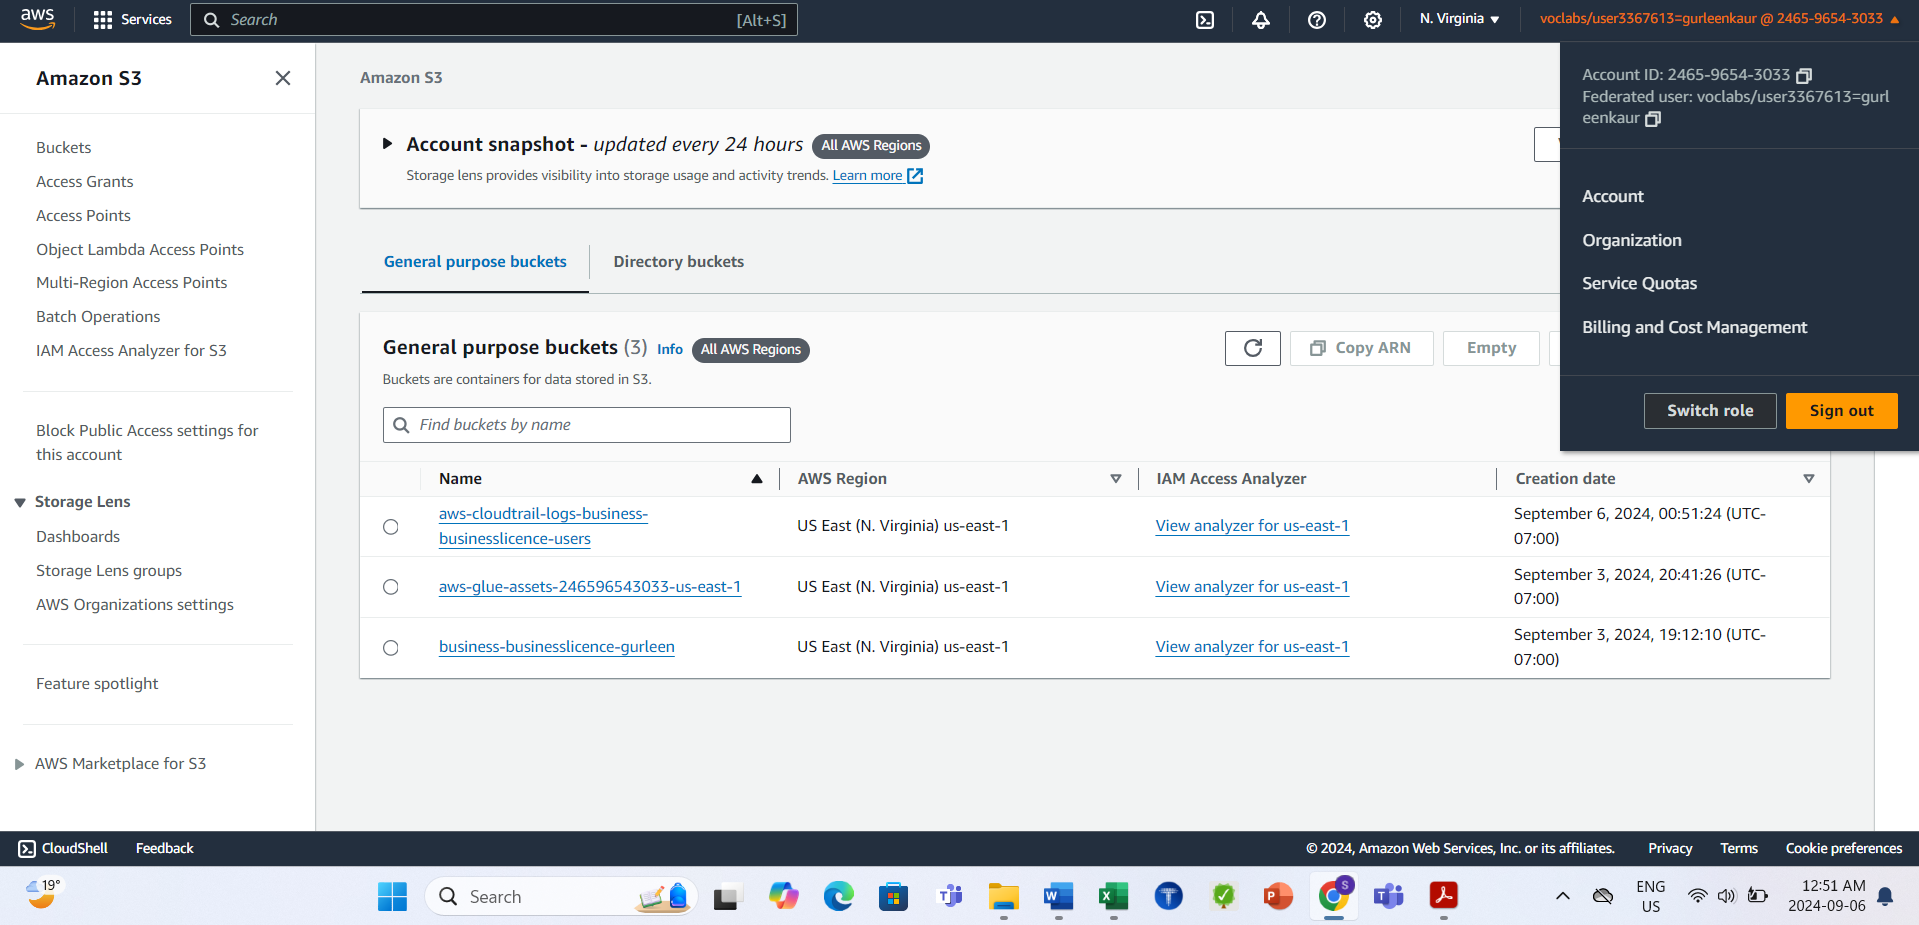 aws
Services
Search
[Alt+S]
N. Virginia
voclabs/user3367613=gurleenkaur @ 2465-9654-3033
Account ID: 2465-9654-3033
Federated user: voclabs/user3367613=gurl
eenkaur
Account
Organization
Service Quotas
Billing and Cost Management
Switch role
Sign out
Amazon S3
Buckets
Access Grants
Access Points
Object Lambda Access Points
Multi-Region Access Points
Batch Operations
IAM Access Analyzer for S3
Block Public Access settings for
this account
Storage Lens
Dashboards
Storage Lens groups
AWS Organizations settings
Feature spotlight
AWS Marketplace for S3
Amazon S3
Account snapshot - updated every 24 hours
All AWS Regions
Storage lens provides visibility into storage usage and activity trends. Learn more
General purpose buckets
Directory buckets
General purpose buckets (3) Info All AWS Regions
Buckets are containers for data stored in S3.
Copy ARN
Empty
Find buckets by name
Name
AWS Region
IAM Access Analyzer
Creation date
aws-cloudtrail-logs-business-
businesslicence-users
US East (N. Virginia) us-east-1
View analyzer for us-east-1
September 6, 2024, 00:51:24 (UTC-
07:00)
aws-glue-assets-246596543033-us-east-1
US East (N. Virginia) us-east-1
View analyzer for us-east-1
September 3, 2024, 20:41:26 (UTC-
07:00)
business-businesslicence-gurleen
US East (N. Virginia) us-east-1
View analyzer for us-east-1
September 3, 2024, 19:12:10 (UTC-
07:00)
CloudShell
Feedback
© 2024, Amazon Web Services, Inc. or its affiliates.
Privacy
Terms
Cookie preferences
19°
Search
S
ENG
US
12:51 AM
2024-09-06